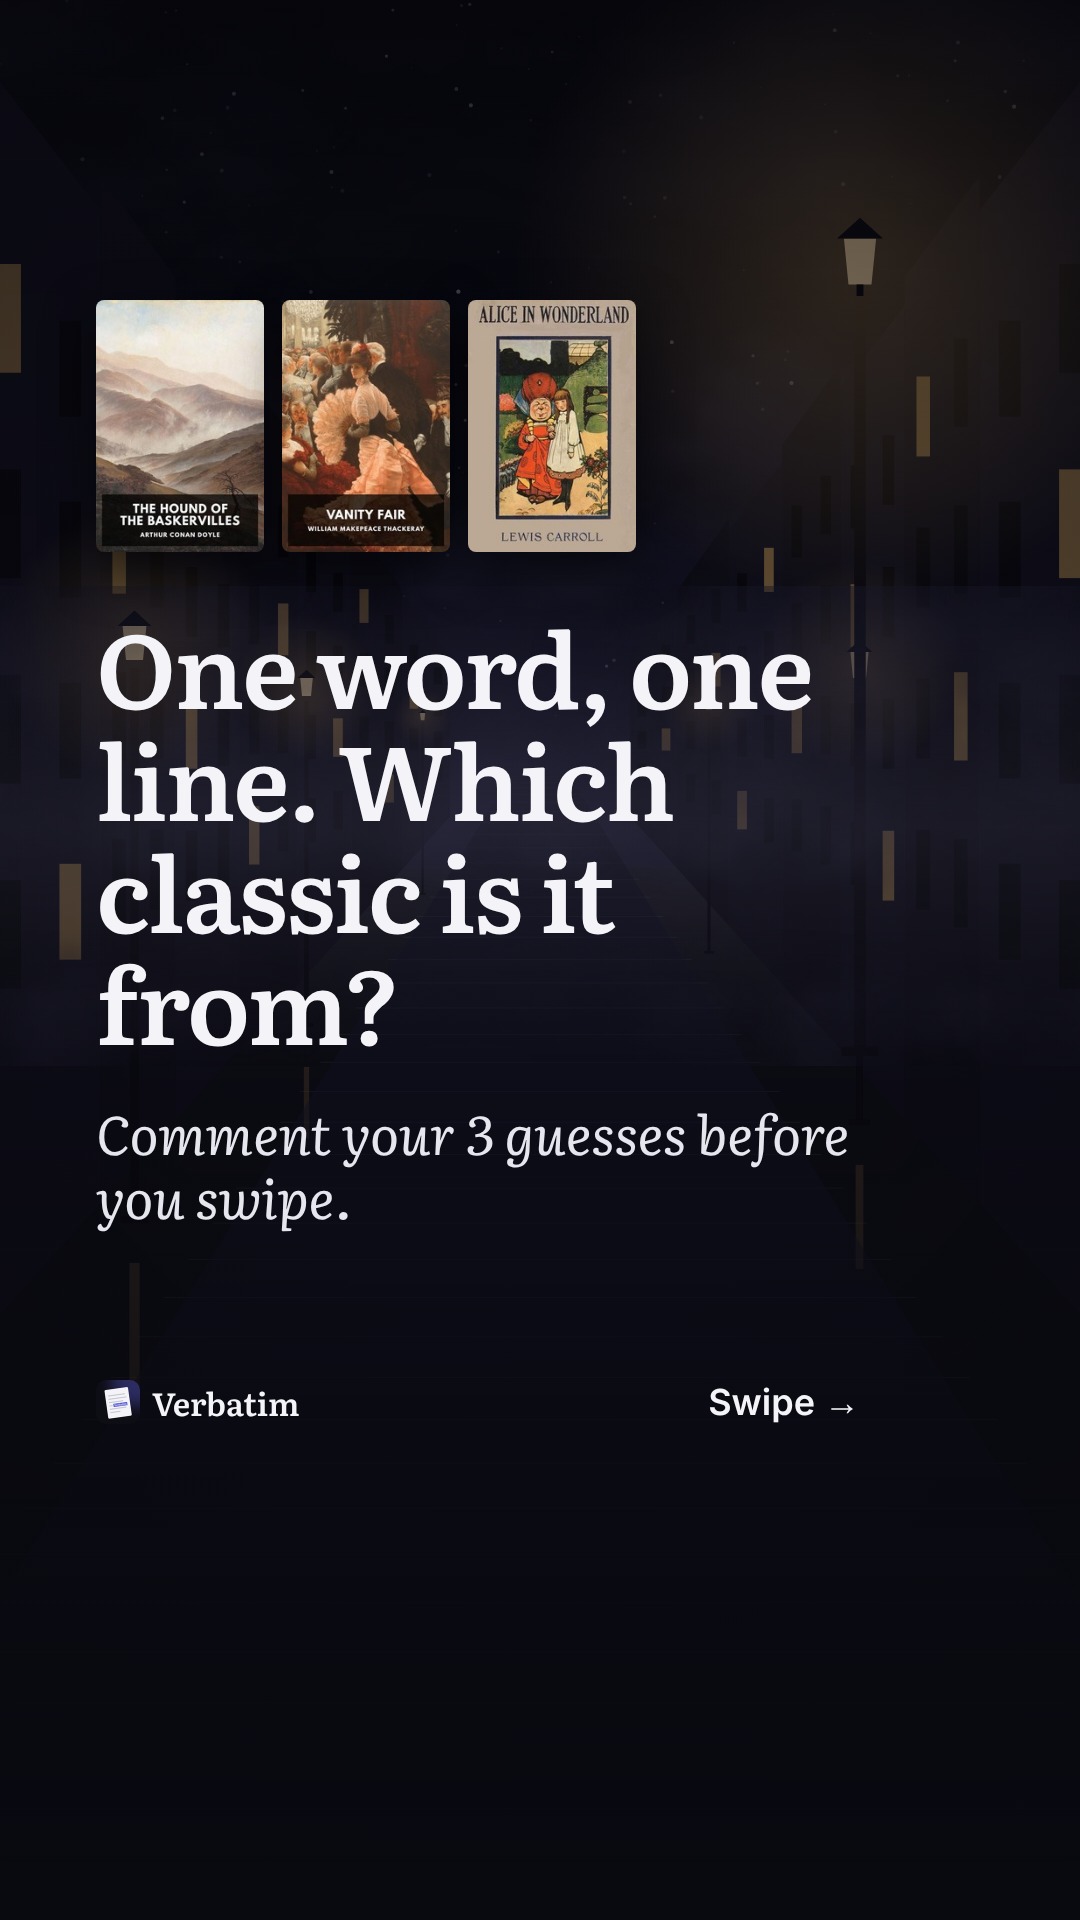 THE HOUND OF
THE BASKERVILLES
ARTHUR CONAN DOYLE
VANITY FAIR
WILLIAM MAKEPEACE THACKERAY
ALICE IN WONDERLAND
LEWIS CARROLL
One word, one
line. Which
classic is it
from?
Comment your 3 guesses before
you swipe.
Verbatim
Swipe →